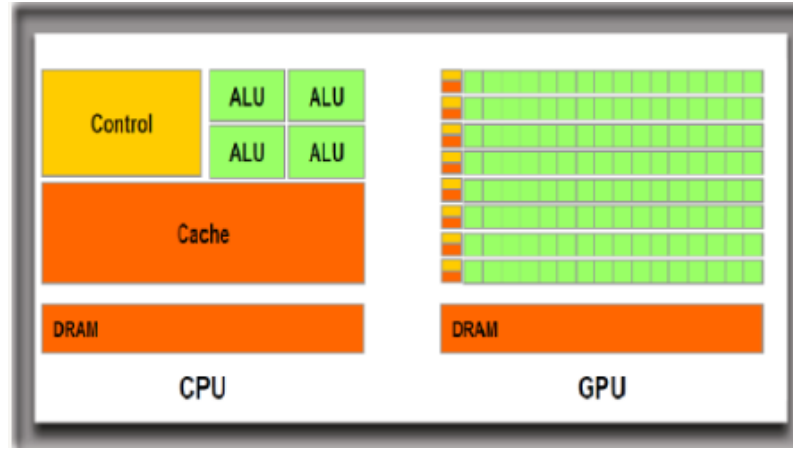 Control
ALU ALU
ALU ALU
Cache
DRAM
CPU
DRAM
GPU